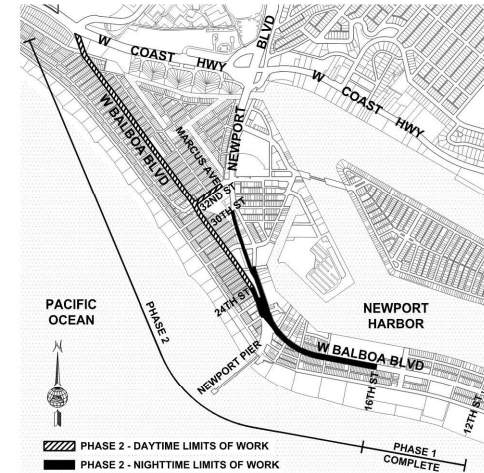 W COAST HWY
BLVD
W COAST HWY
W BALBOA BLVD
MARCUS AVE
NEWPORT
32ND ST
30TH ST
24TH ST
PACIFIC
OCEAN
PHASE 2
NEWPORT
HARBOR
NEWPORT PIER
W BALBOA BLVD
16TH ST
12TH ST
PHASE 1
COMPLETE
PHASE 2 - DAYTIME LIMITS OF WORK
PHASE 2 - NIGHTTIME LIMITS OF WORK